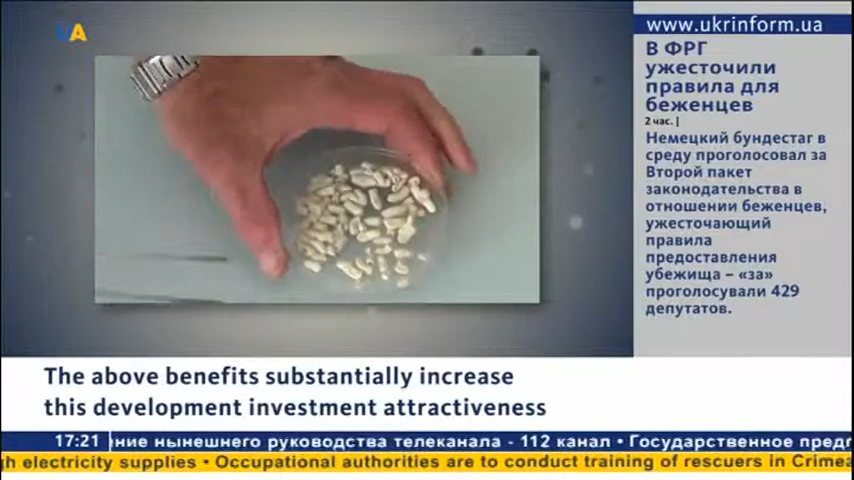 UA
www.ukrinform.ua
В ФРГ
ужесточили
правила для
беженцев
2 час. |
Немецкий бундестаг в
среду проголосовал за
Второй пакет
законодательства в
отношении беженцев,
ужесточающий
правила
предоставления
убежища – «за»
проголосували 429
депутатов.
The above benefits substantially increase
this development investment attractiveness
17:21 ние нынешнего руководства телеканала - 112 канал • Государственное предп
h electricity supplies • Occupational authorities are to conduct training of rescuers in Crimea